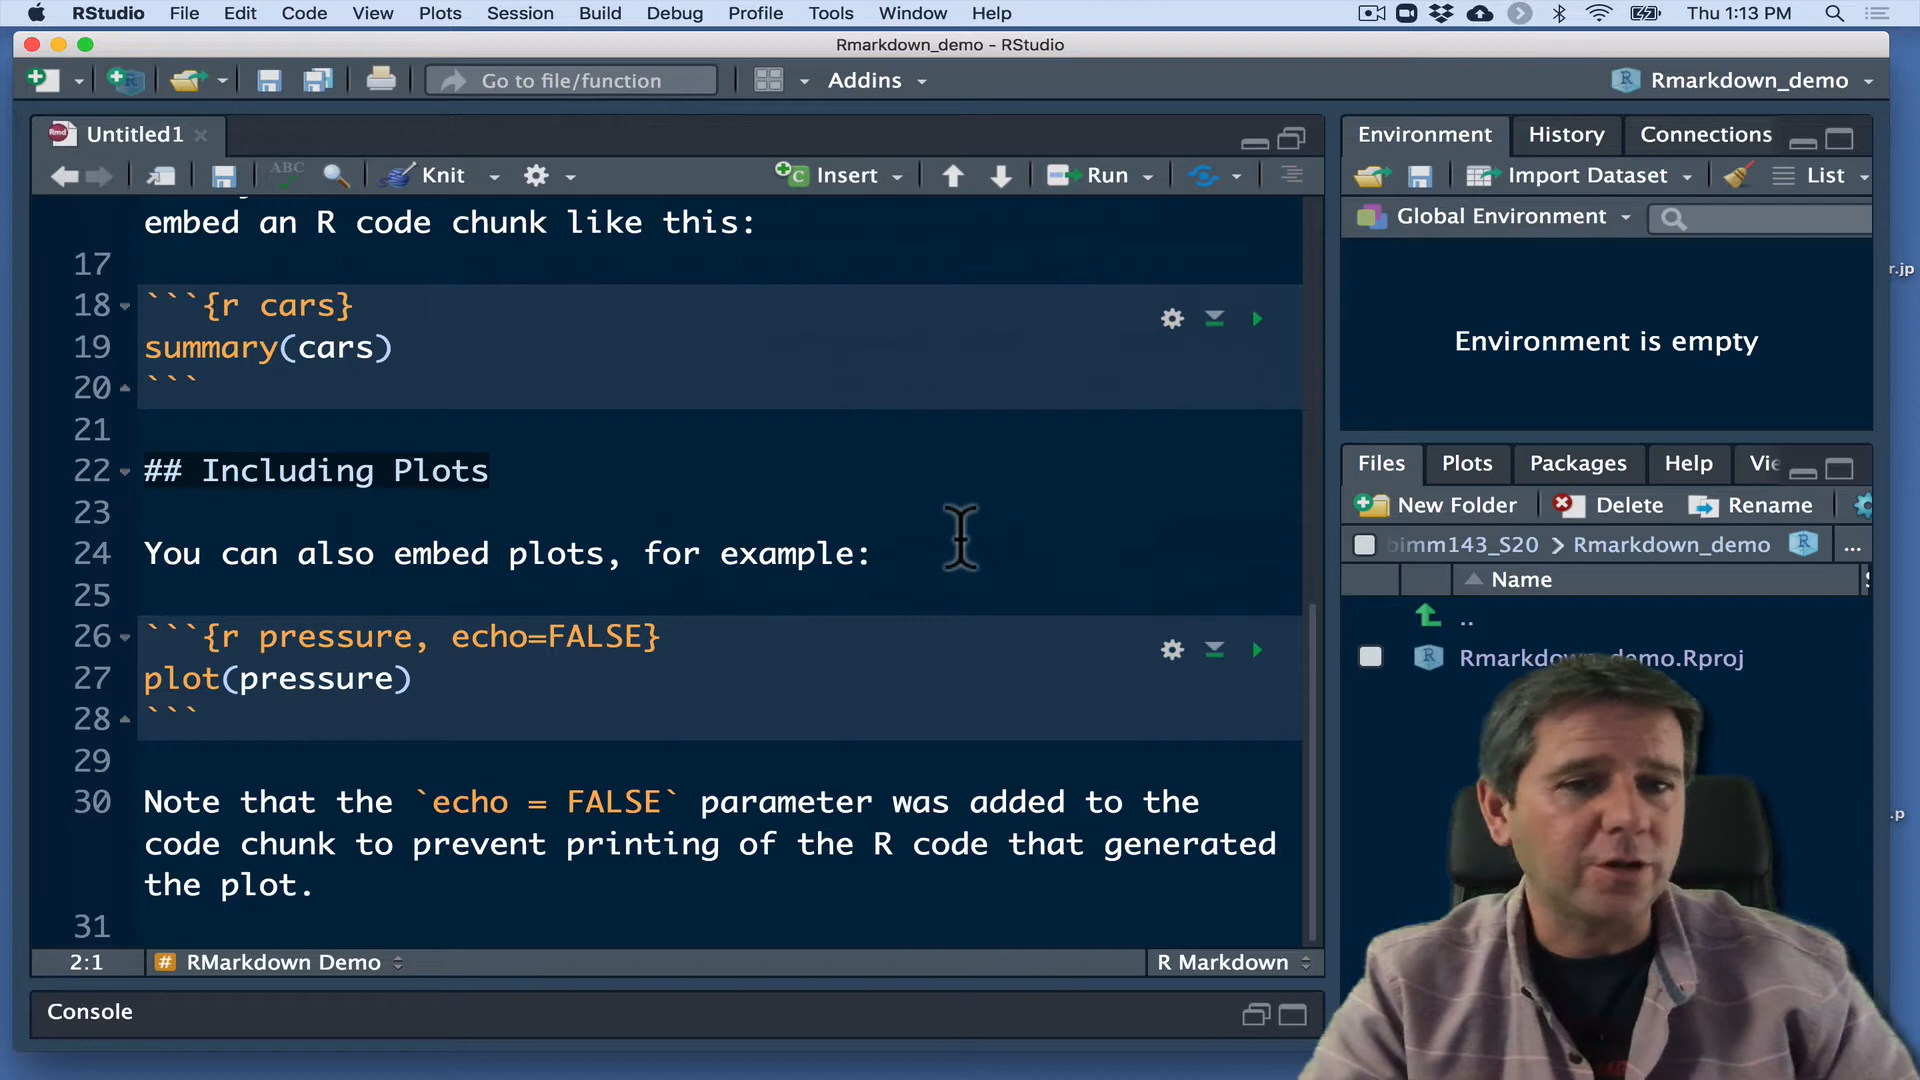 RStudio File Edit Code View Plots Session Build Debug Profile Tools Window Help Thu 1:13 PM
Rmarkdown_demo - RStudio
Go to file/function Addins Rmarkdown_demo
Untitled1
ABC Knit Insert Run
embed an R code chunk like this:
17
18 ```{r cars}
19 summary(cars)
20 ```
21
22 ## Including Plots
23
24 You can also embed plots, for example:
25
26 ```{r pressure, echo=FALSE}
27 plot(pressure)
28 ```
29
30 Note that the `echo = FALSE` parameter was added to the
code chunk to prevent printing of the R code that generated
the plot.
31
2:1 RMarkdown Demo R Markdown
Console
Environment History Connections
Import Dataset List
Global Environment
Environment is empty
Files Plots Packages Help
New Folder Delete Rename
bimm143_S20 > Rmarkdown_demo ...
Name
..
Rmarkdown_demo.Rproj
r.jp
.p